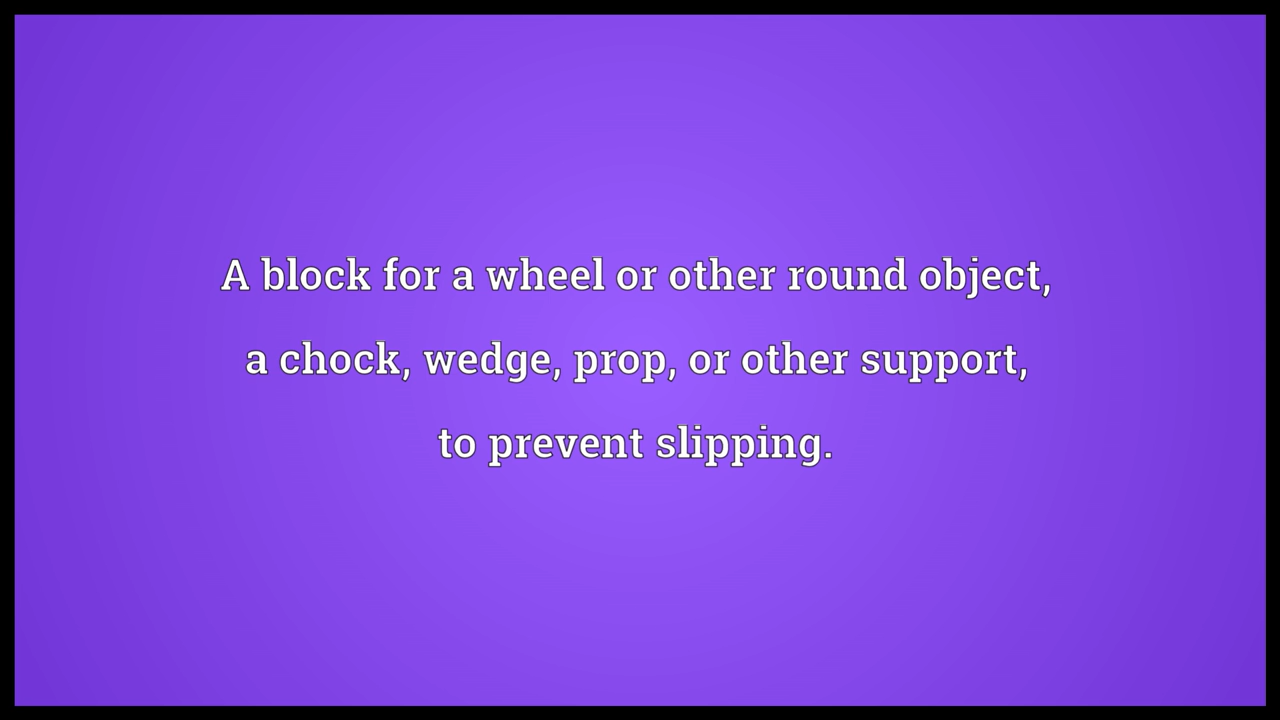 A block for a wheel or other round object,
a chock, wedge, prop, or other support,
to prevent slipping.